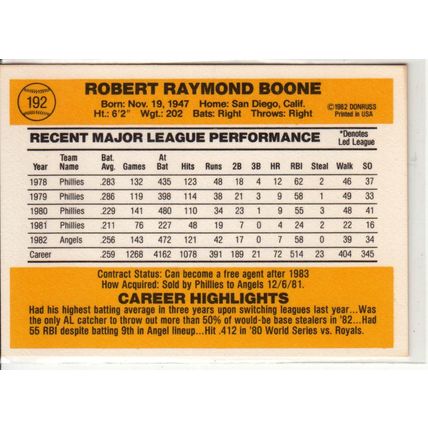 192
ROBERT RAYMOND BOONE
Born: Nov. 19, 1947 Home: San Diego, Calif.
Ht.: 6'2" Wgt.: 202 Bats: Right Throws: Right
©1982 DONRUSS
Printed in USA
RECENT MAJOR LEAGUE PERFORMANCE
*Denotes
Led League
Year Team Name Bat. Avg. Games At Bat Hits Runs 2B 3B HR RBI Steal Walk SO
1978 Phillies .283 132 435 123 48 18 4 12 62 2 46 37
1979 Phillies .286 119 398 114 38 21 3 9 58 1 49 33
1980 Phillies .229 141 480 110 34 23 1 9 55 3 48 41
1981 Phillies .211 76 227 48 19 7 0 4 24 2 22 16
1982 Angels .256 143 472 121 42 17 0 7 58 0 39 34
Career .259 1268 4162 1078 391 189 21 72 514 23 404 345
Contract Status: Can become a free agent after 1983
How Acquired: Sold by Phillies to Angels 12/6/81.
CAREER HIGHLIGHTS
Had his highest batting average in three years upon switching leagues last year...Was
the only AL catcher to throw out more than 50% of would-be base stealers in '82...Had
55 RBI despite batting 9th in Angel lineup...Hit .412 in '80 World Series vs. Royals.